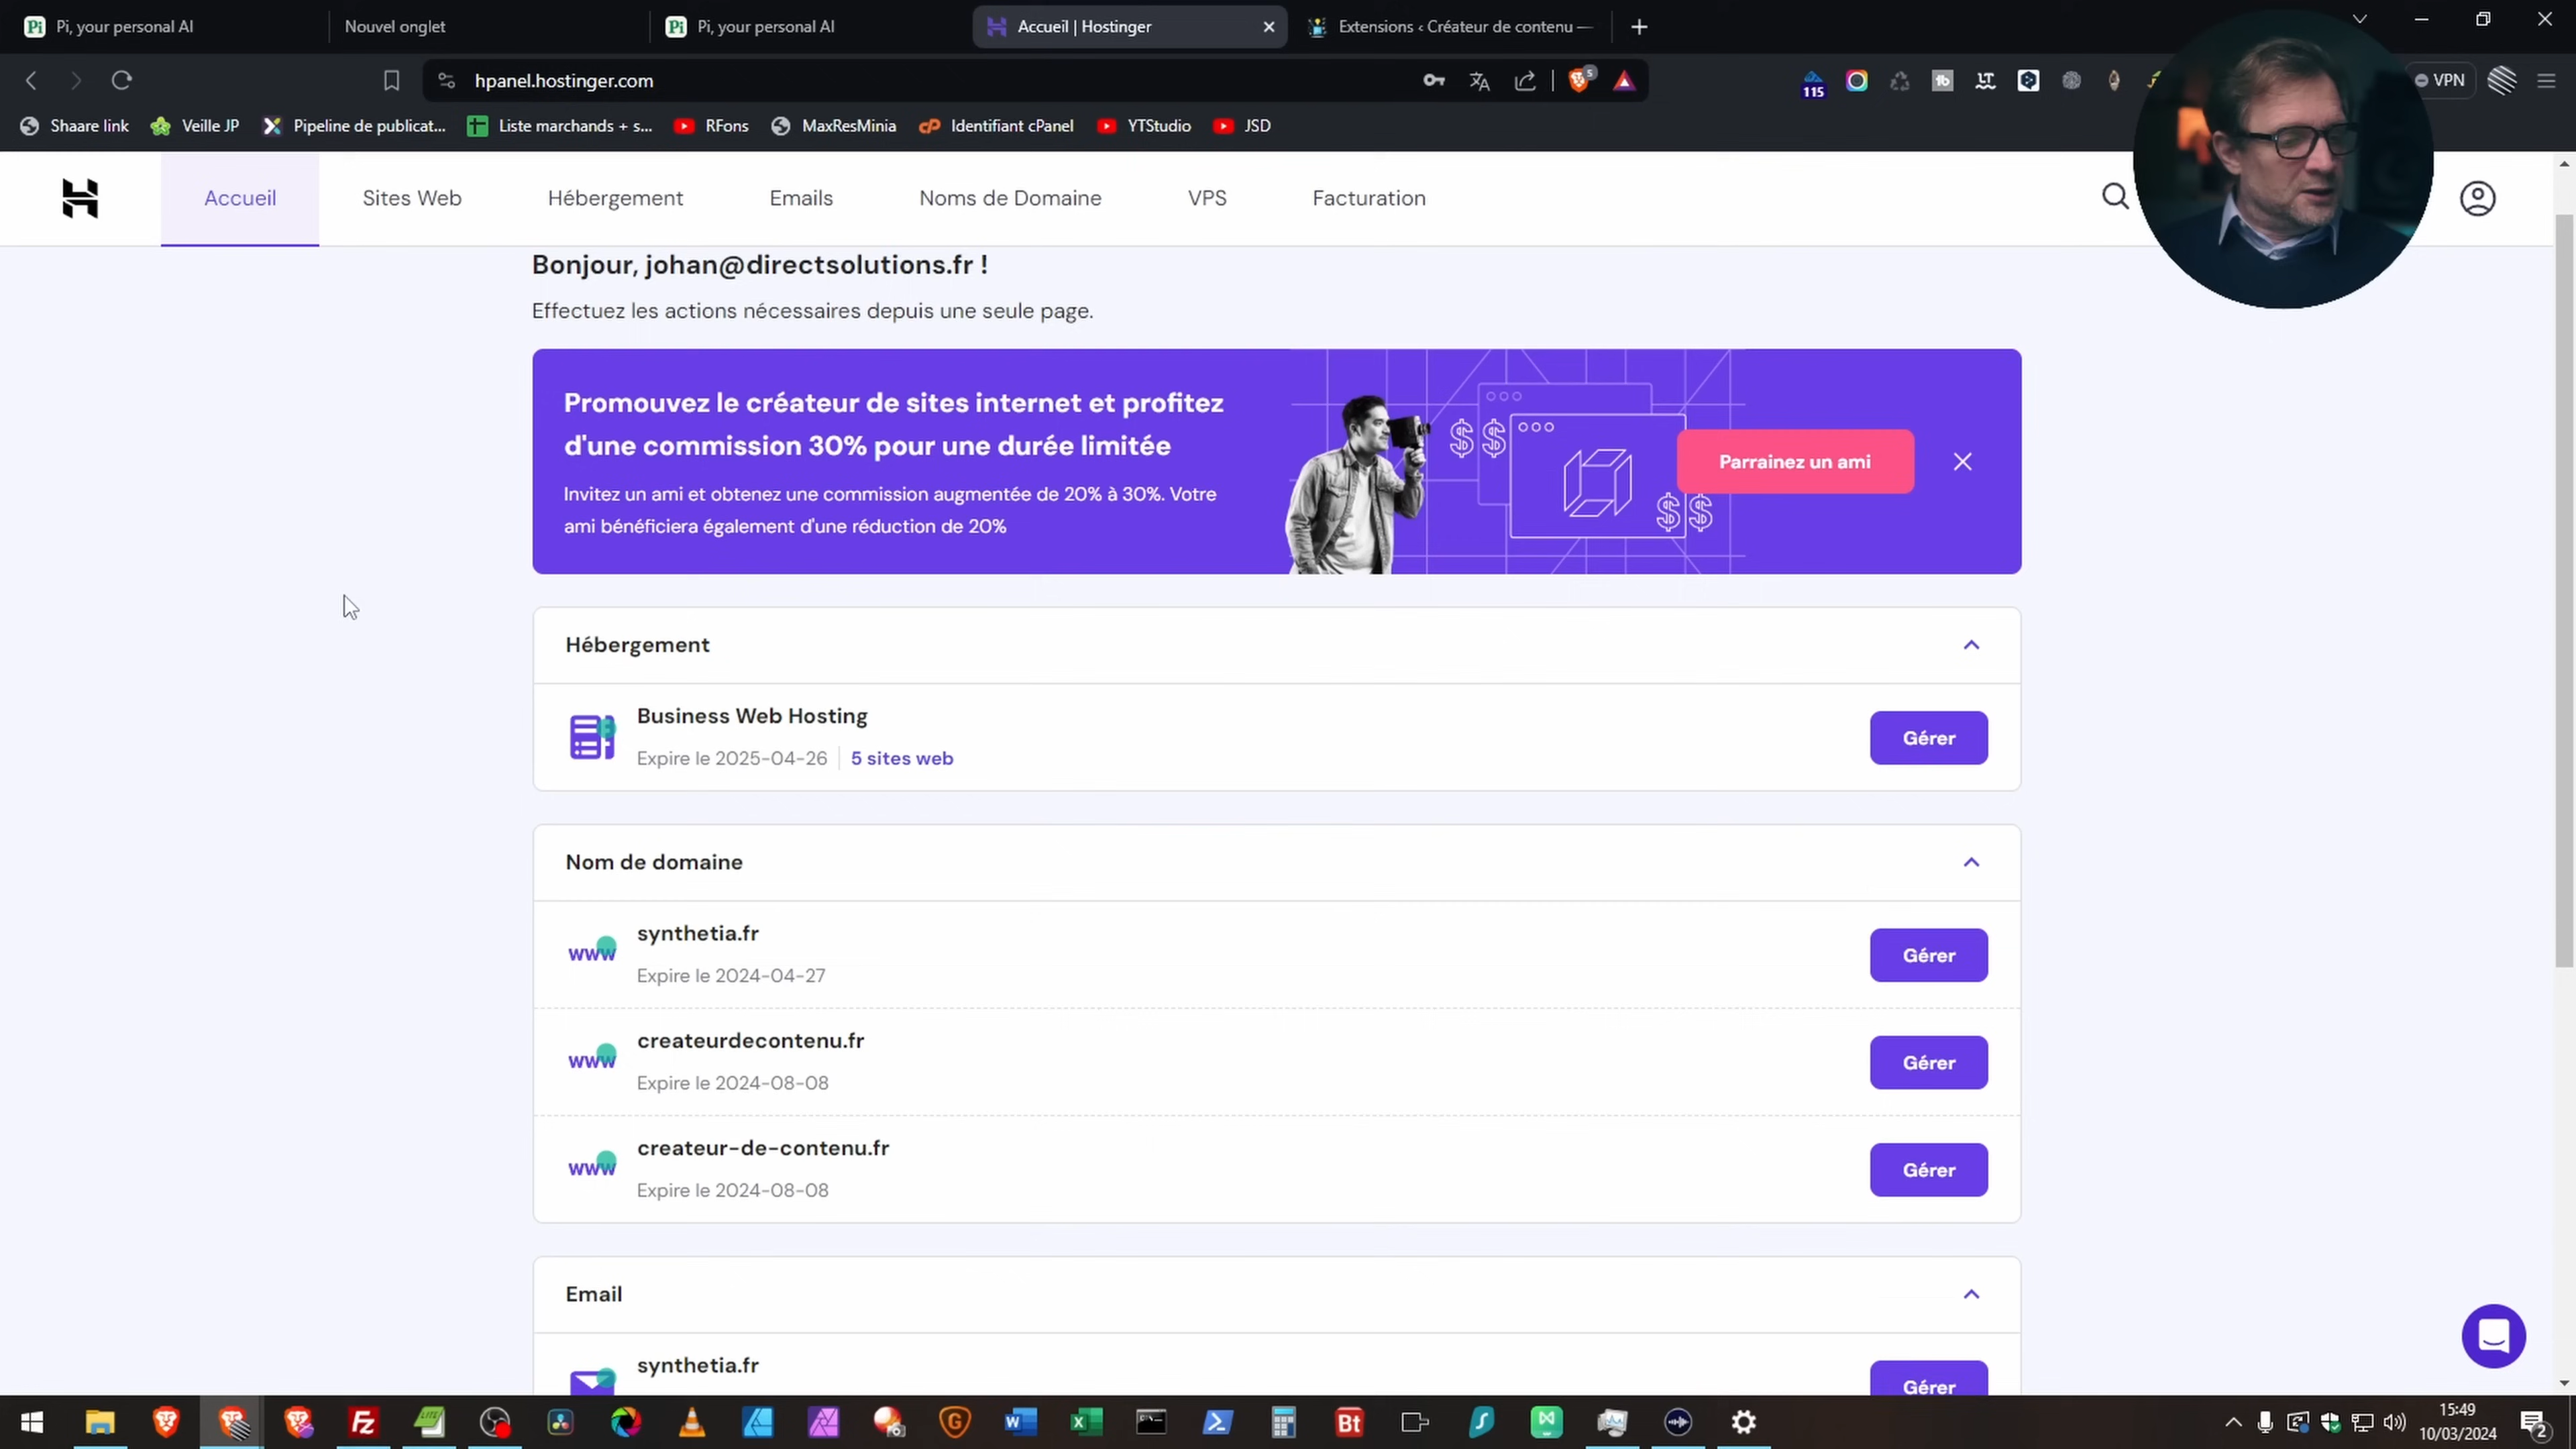 Pi, your personal AI
Nouvel onglet
Pi, your personal AI
Accueil | Hostinger
Extensions ‹ Créateur de contenu —
hpanel.hostinger.com
5
115
VPN
Shaare link
Veille JP
Pipeline de publicat...
Liste marchands + s...
RFons
MaxResMinia
Identifiant cPanel
YTStudio
JSD
Accueil
Sites Web
Hébergement
Emails
Noms de Domaine
VPS
Facturation
Bonjour, johan@directsolutions.fr !
Effectuez les actions nécessaires depuis une seule page.
Promouvez le créateur de sites internet et profitez
d'une commission 30% pour une durée limitée
Invitez un ami et obtenez une commission augmentée de 20% à 30%. Votre
ami bénéficiera également d'une réduction de 20%
Parrainez un ami
Hébergement
Business Web Hosting
Expire le 2025-04-26
5 sites web
Gérer
Nom de domaine
www
synthetia.fr
Expire le 2024-04-27
Gérer
www
createurdecontenu.fr
Expire le 2024-08-08
Gérer
www
createur-de-contenu.fr
Expire le 2024-08-08
Gérer
Email
synthetia.fr
Gérer
15:49
10/03/2024
2